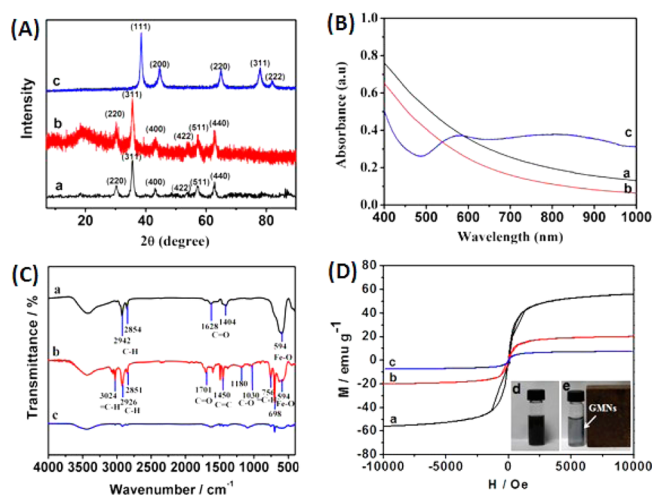 (A)
(111)
c
(200)
(220)
(311)
(222)
b
(220)
(311)
(400)
(422)
(511)
(440)
a
(220)
(311)
(400)
(422)
(511)
(440)
Intensity
20 40 60 80
2θ (degree)
(B)
1.0
0.8
0.6
0.4
0.2
0.0
c
a
b
Absorbance (a.u)
400 500 600 700 800 900 1000
Wavelength (nm)
(C)
a
2854
2942
C-H
1628
1404
C=O
594
Fe-O
b
3024
=C-H
2926
C-H
2851
1701
C=O
1450
C=C
1180
C-O
1030
756
=C-H
698
594
Fe-O
c
Transmittance / %
4000 3500 3000 2500 2000 1500 1000 500
Wavenumber / cm-1
(D)
80
60
40
20
0
-20
-40
-60
-80
c
b
a
d
e
GMNs
M / emu g-1
-10000 -5000 0 5000 10000
H / Oe